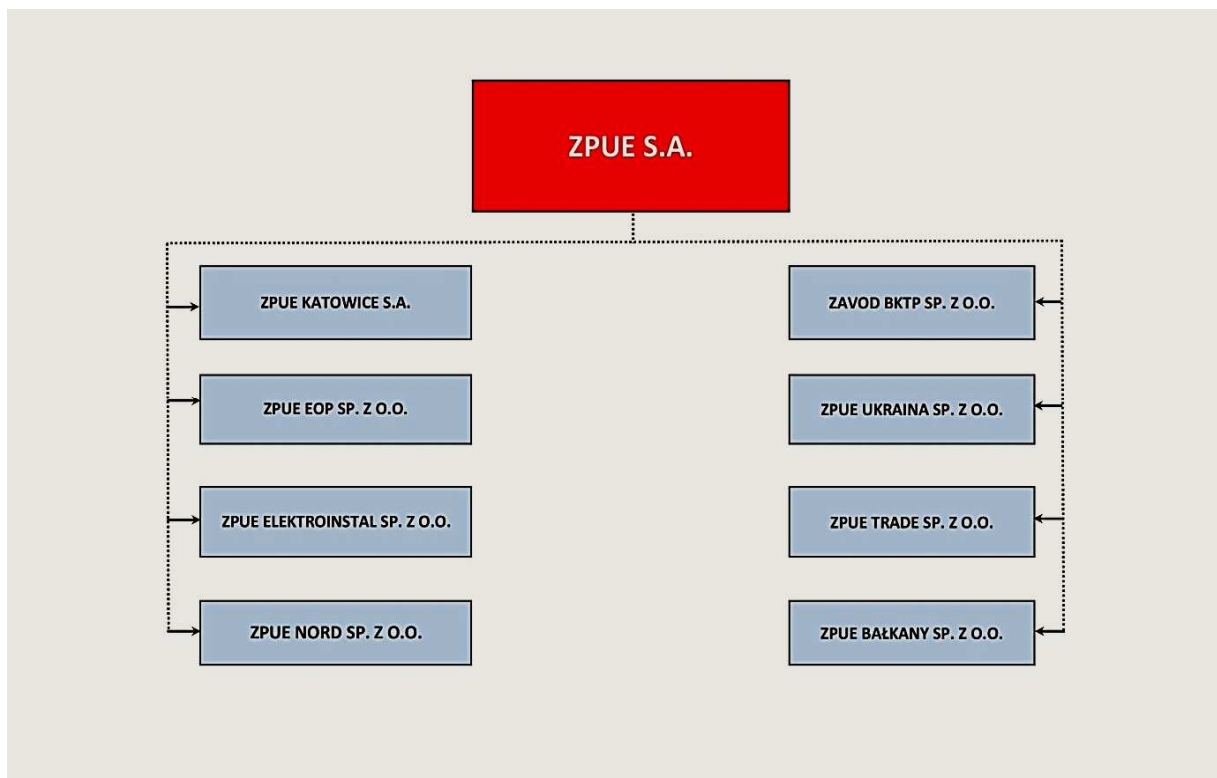 ZPUE S.A.
ZPUE KATOWICE S.A.
ZPUE EOP SP. Z O.O.
ZPUE ELEKTROINSTAL SP. Z O.O.
ZPUE NORD SP. Z O.O.
ZAVOD BKTP SP. Z O.O.
ZPUE UKRAINA SP. Z O.O.
ZPUE TRADE SP. Z O.O.
ZPUE BAŁKANY SP. Z O.O.